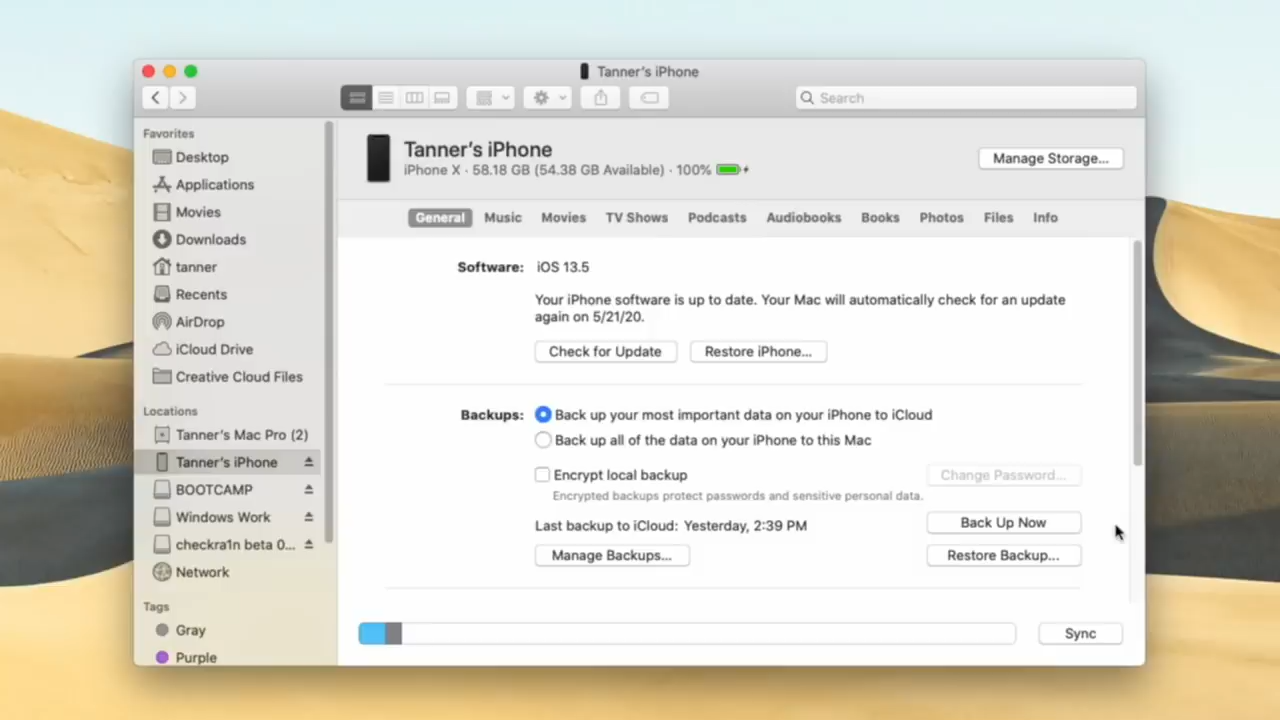 Tanner's iPhone
Search
Favorites
Desktop
Applications
Movies
Downloads
tanner
Recents
AirDrop
iCloud Drive
Creative Cloud Files
Locations
Tanner's Mac Pro (2)
Tanner's iPhone
BOOTCAMP
Windows Work
checkra1n beta 0...
Network
Tags
Gray
Purple
Tanner's iPhone
iPhone X · 58.18 GB (54.38 GB Available) · 100%
Manage Storage...
General Music Movies TV Shows Podcasts Audiobooks Books Photos Files Info
Software: iOS 13.5
Your iPhone software is up to date. Your Mac will automatically check for an update
again on 5/21/20.
Check for Update Restore iPhone...
Backups: Back up your most important data on your iPhone to iCloud
Back up all of the data on your iPhone to this Mac
Encrypt local backup Change Password...
Encrypted backups protect passwords and sensitive personal data.
Last backup to iCloud: Yesterday, 2:39 PM Back Up Now
Manage Backups... Restore Backup...
Sync